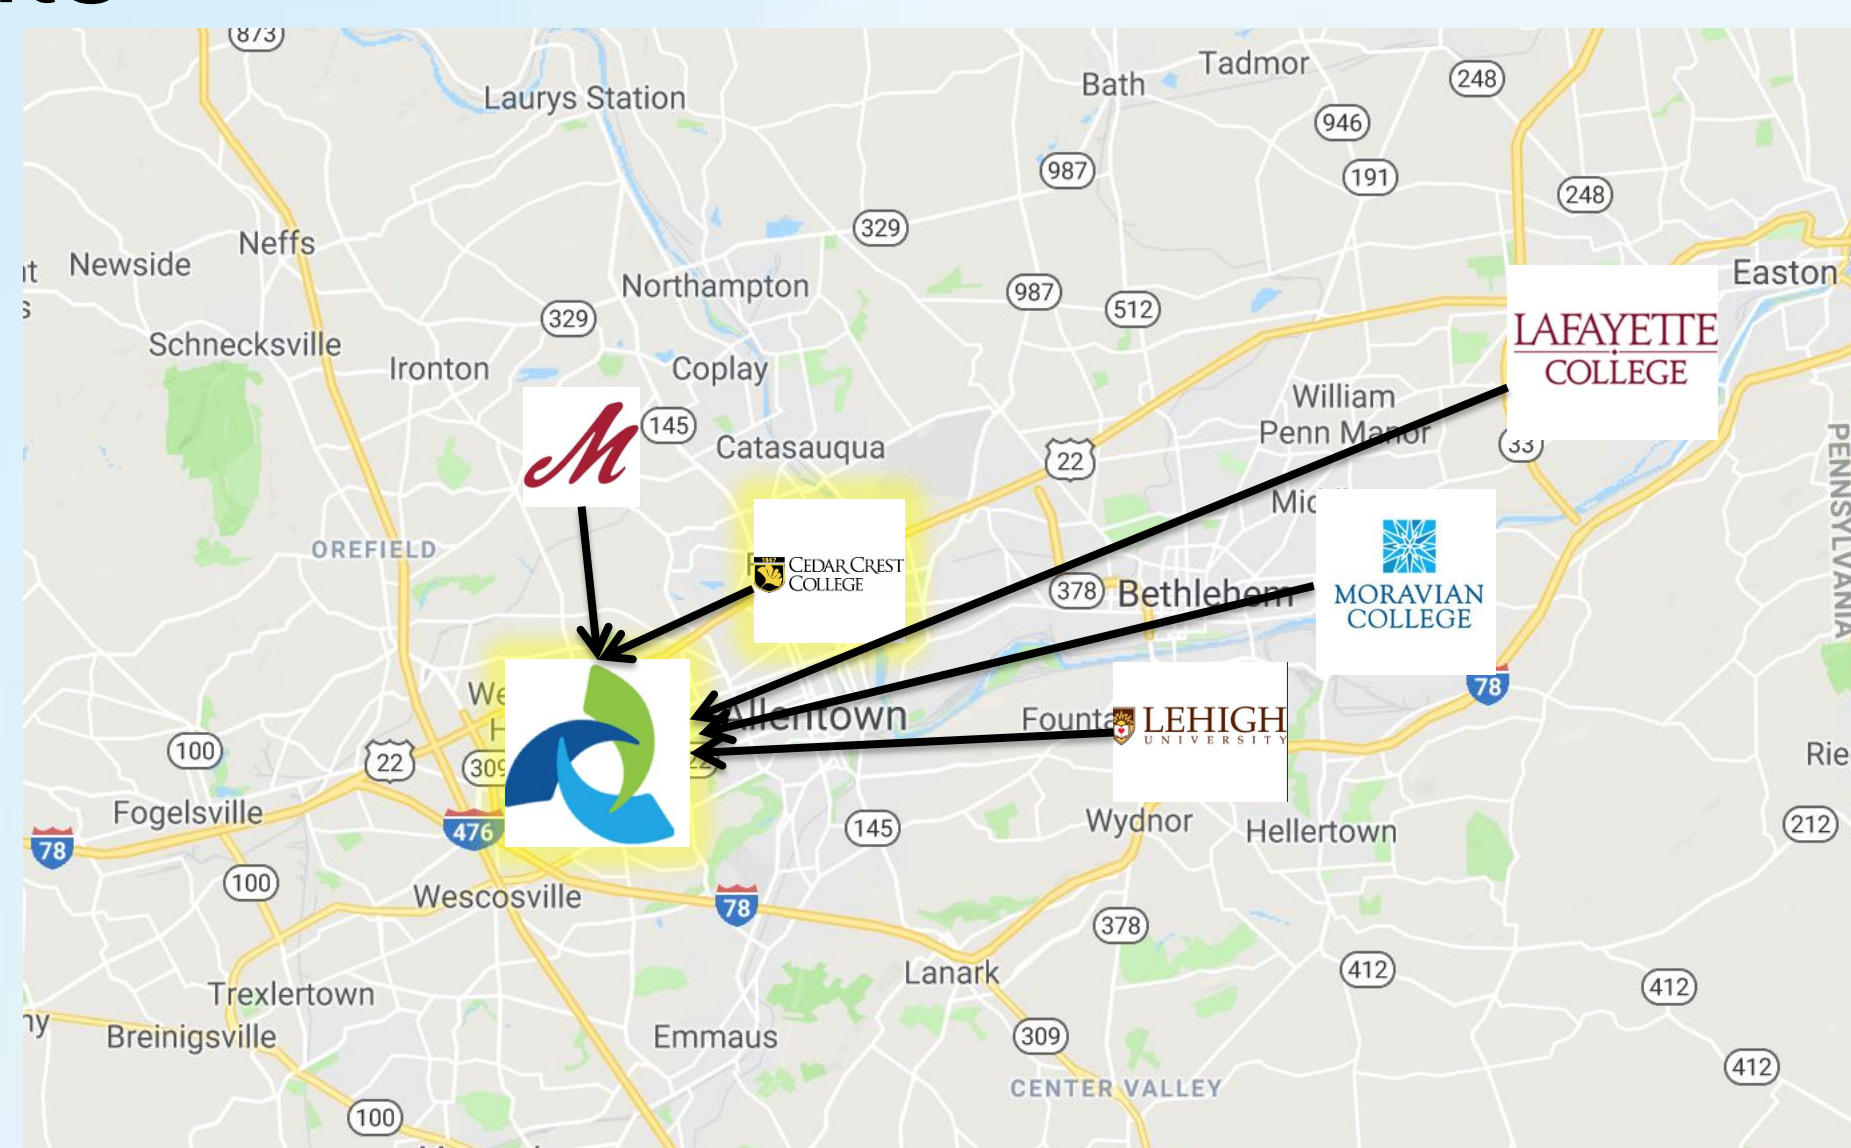 873
Laurys Station
Bath
Tadmor
248
946
987
191
248
329
Neffs
Newside
Easton
Northampton
987
512
329
LAFAYETTE
COLLEGE
Schnecksville
Ironton
Coplay
William
Penn Manor
M
145
Catasauqua
22
33
PENNSYLVANIA
OREFIELD
1867
CEDAR CREST
COLLEGE
378
Bethlehem
MORAVIAN
COLLEGE
78
Allentown
LEHIGH
UNIVERSITY
100
22
309
Fogelsville
476
145
Wydnor
Hellertown
212
78
100
Wescosville
78
378
Lanark
412
412
Trexlertown
Breinigsville
Emmaus
309
412
CENTER VALLEY
100